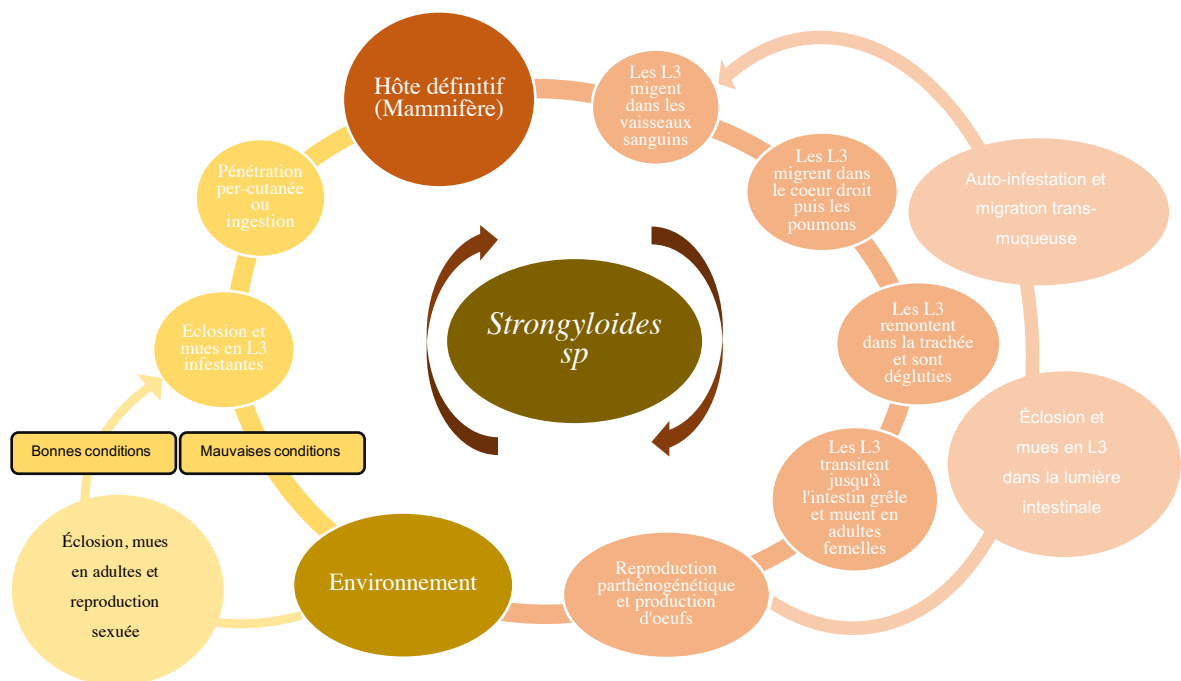 Hôte définitif
(Mammifère)
Les L3
migent dans
les
vaisseaux
sanguins
Les L3
migrent dans
le coeur droit
puis les
poumons
Les L3
remontent
dans la trachée
et sont
dégluties
Les L3
transitent
jusqu'à
l'intestin grêle
et muent en
adultes
femelles
Reproduction
parthénogénétique
et production
d'oeufs
Auto-infestation et
migration trans-
muqueuse
Éclosion et
mues en L3
dans la lumière
intestinale
Environnement
Éclosion, mues
en adultes et
reproduction
sexuée
Bonnes conditions
Mauvaises conditions
Eclosion et
mues en L3
infestantes
Pénétration
per-cutanée
ou
ingestion
Strongyloides
sp